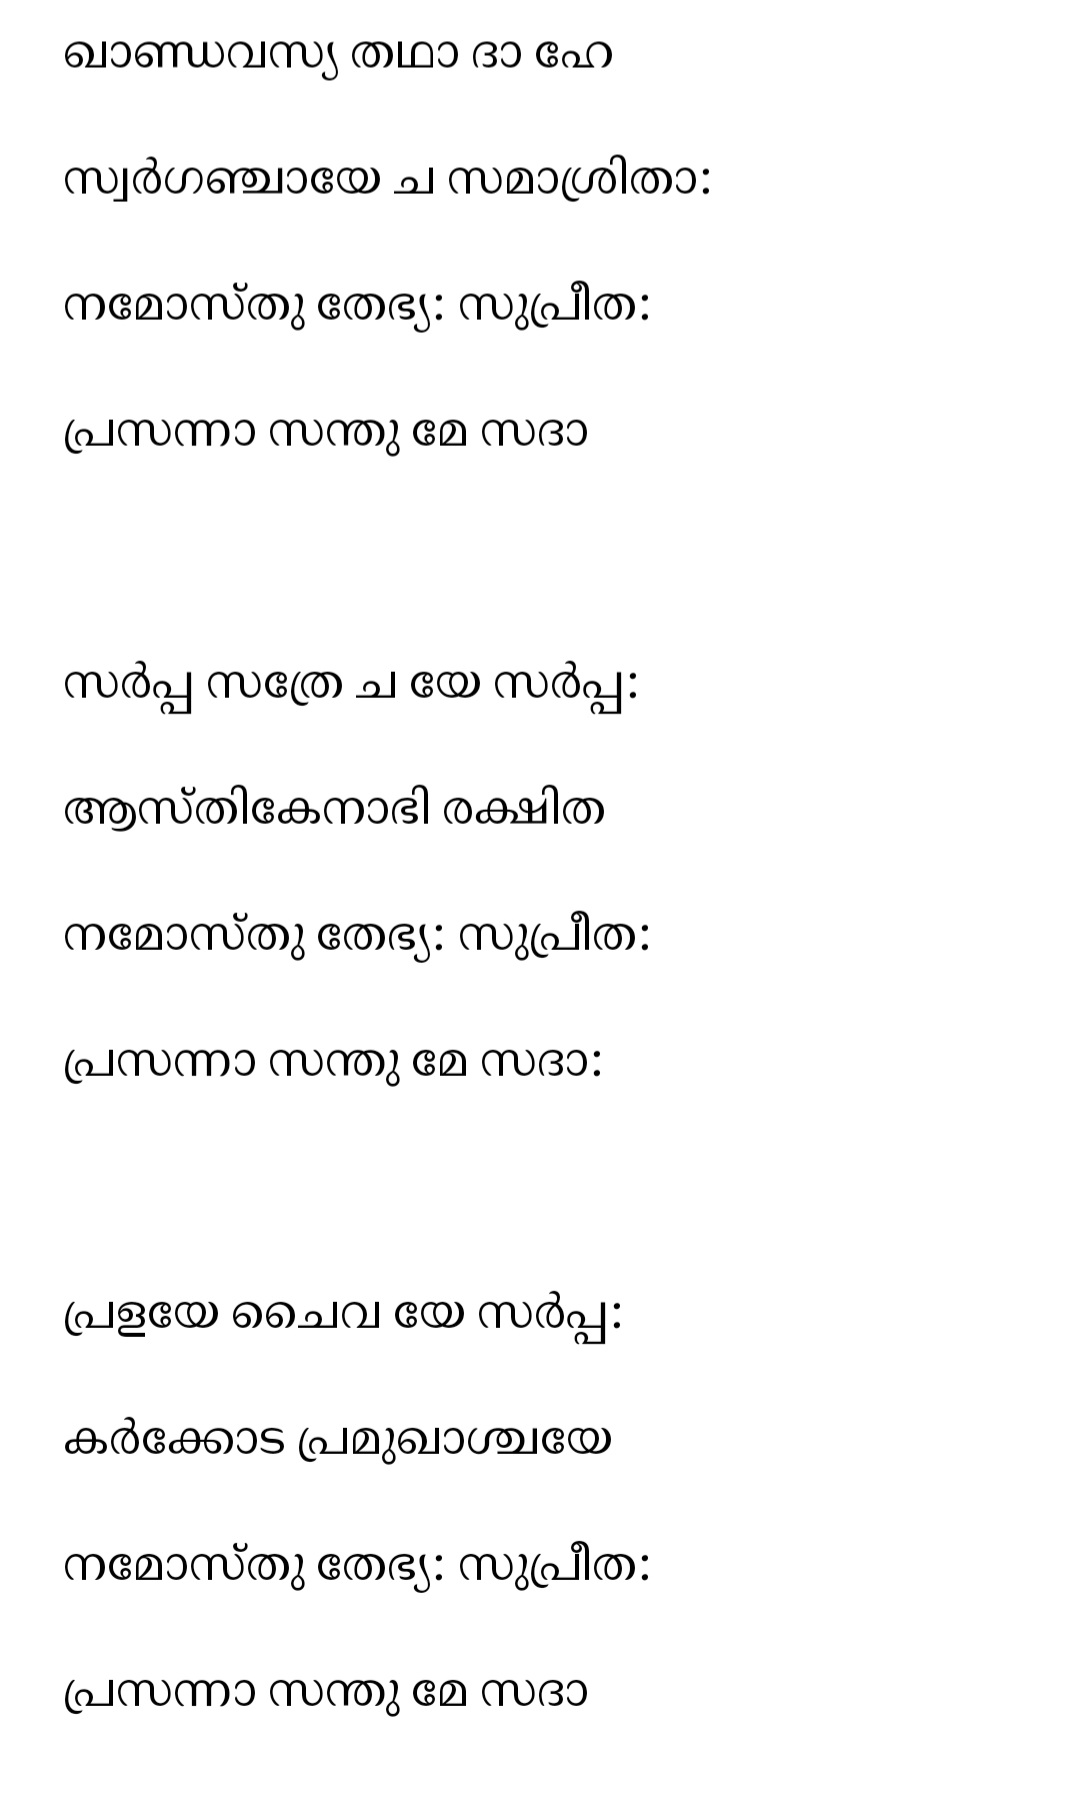 ഖാണ്ഡവസ്യ തഥാ ദാ ഹേ
സ്വർഗഞ്ചായേ ച സമാശ്രിതാ:
നമോസ്തു തേഭ്യ: സുപ്രീത:
പ്രസന്നാ സന്തു മേ സദാ
സർപ്പ സത്രേ ച യേ സർപ്പ:
ആസ്തികേനാഭി രക്ഷിത
നമോസ്തു തേഭ്യ: സുപ്രീത:
പ്രസന്നാ സന്തു മേ സദാ:
പ്രളയേ ചൈവ യേ സർപ്പ:
കർക്കോട പ്രമുഖാശ്ചയേ
നമോസ്തു തേഭ്യ: സുപ്രീത:
പ്രസന്നാ സന്തു മേ സദാ